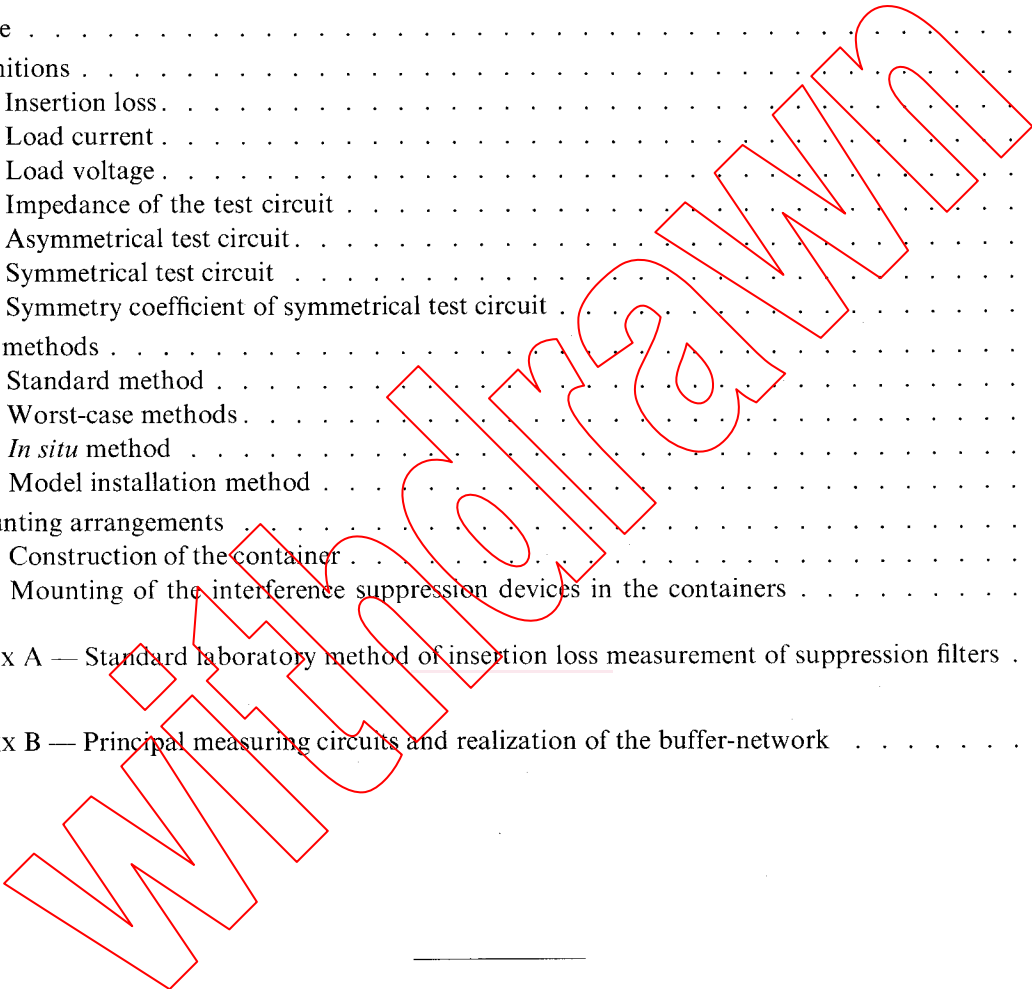 e . . . . . . . . . . . . . . . . . . . . . . . . . . . . . . . . . . . . . .
nitions . . . . . . . . . . . . . . . . . . . . . . . . . . . . . . . . . . . .
Insertion loss . . . . . . . . . . . . . . . . . . . . . . . . . . . . . . . . .
Load current . . . . . . . . . . . . . . . . . . . . . . . . . . . . . . . . .
Load voltage . . . . . . . . . . . . . . . . . . . . . . . . . . . . . . . . .
Impedance of the test circuit . . . . . . . . . . . . . . . . . . . . . . . . . .
Asymmetrical test circuit . . . . . . . . . . . . . . . . . . . . . . . . . . . .
Symmetrical test circuit . . . . . . . . . . . . . . . . . . . . . . . . . . . .
Symmetry coefficient of symmetrical test circuit . . . . . . . . . . . . . . . . . .
methods . . . . . . . . . . . . . . . . . . . . . . . . . . . . . . . . . . .
Standard method . . . . . . . . . . . . . . . . . . . . . . . . . . . . . . .
Worst-case methods . . . . . . . . . . . . . . . . . . . . . . . . . . . . . .
In situ method . . . . . . . . . . . . . . . . . . . . . . . . . . . . . . . .
Model installation method . . . . . . . . . . . . . . . . . . . . . . . . . . .
unting arrangements . . . . . . . . . . . . . . . . . . . . . . . . . . . . . .
Construction of the container . . . . . . . . . . . . . . . . . . . . . . . . . .
Mounting of the interference suppression devices in the containers . . . . . . . . .
x A — Standard laboratory method of insertion loss measurement of suppression filters .
x B — Principal measuring circuits and realization of the buffer-network . . . . . . .
withdrawn